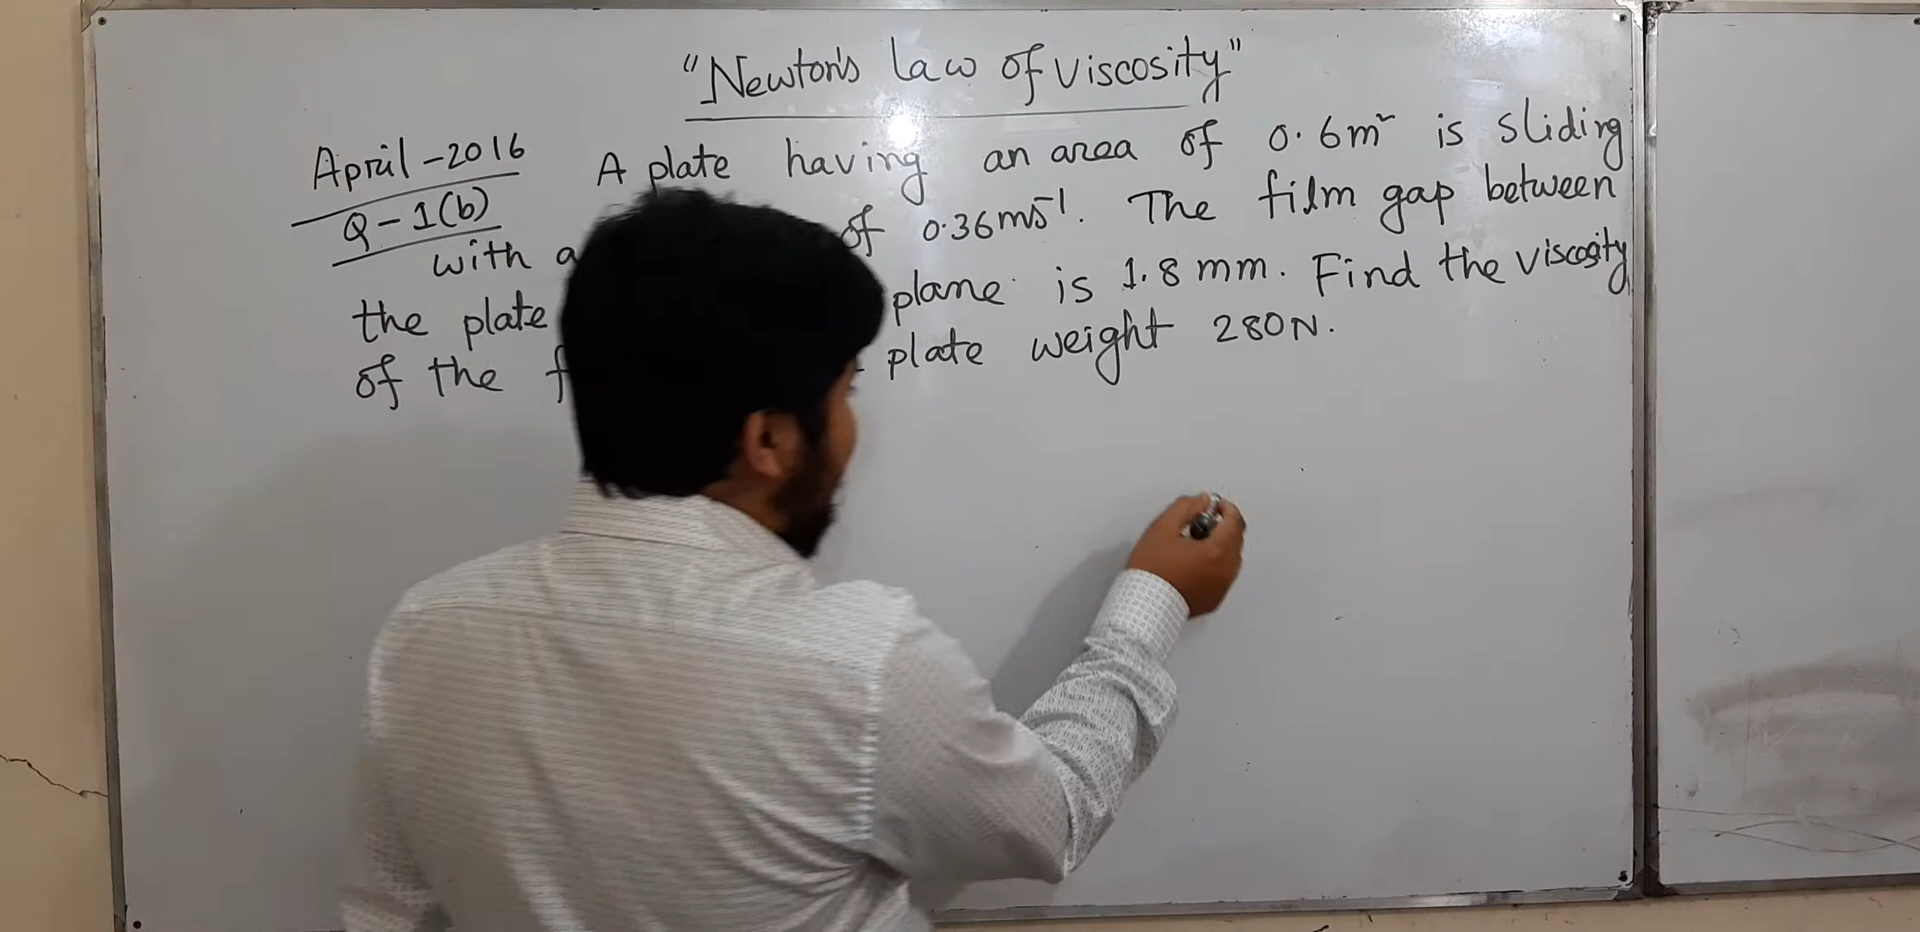 "Newton's law of viscosity"
April-2016
Q-1(b)
A plate having an area of 0.6m² is sliding
with a of 0.36ms⁻¹. The film gap between
the plate plane is 1.8 mm. Find the viscosity
of the f plate weight 280N.